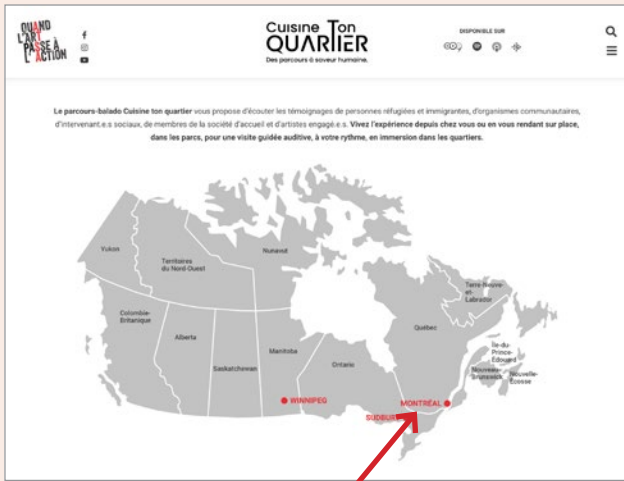 QUAND
L'ART
PASSE À
L'ACTION
Cuisine Ton
QUARTIER
Des parcours à saveur humaine.
DISPONIBLE SUR
Le parcours-balado Cuisine ton quartier vous propose d'écouter les témoignages de personnes réfugiées et immigrantes, d'organismes communautaires,
d'intervenant.e.s sociaux, de membres de la société d'accueil et d'artistes engagé.e.s. Vivez l'expérience depuis chez vous ou en vous rendant sur place,
dans les parcs, pour une visite guidée auditive, à votre rythme, en immersion dans les quartiers.
Yukon
Territoires
du Nord-Ouest
Nunavut
Terre-Neuve-
et-
Labrador
Colombie-
Britanique
Alberta
Saskatchewan
Manitoba
Ontario
Québec
Île-du-
Prince-
Édouard
Nouveau-
Brunswick
Nouvelle-
Écosse
WINNIPEG
MONTRÉAL